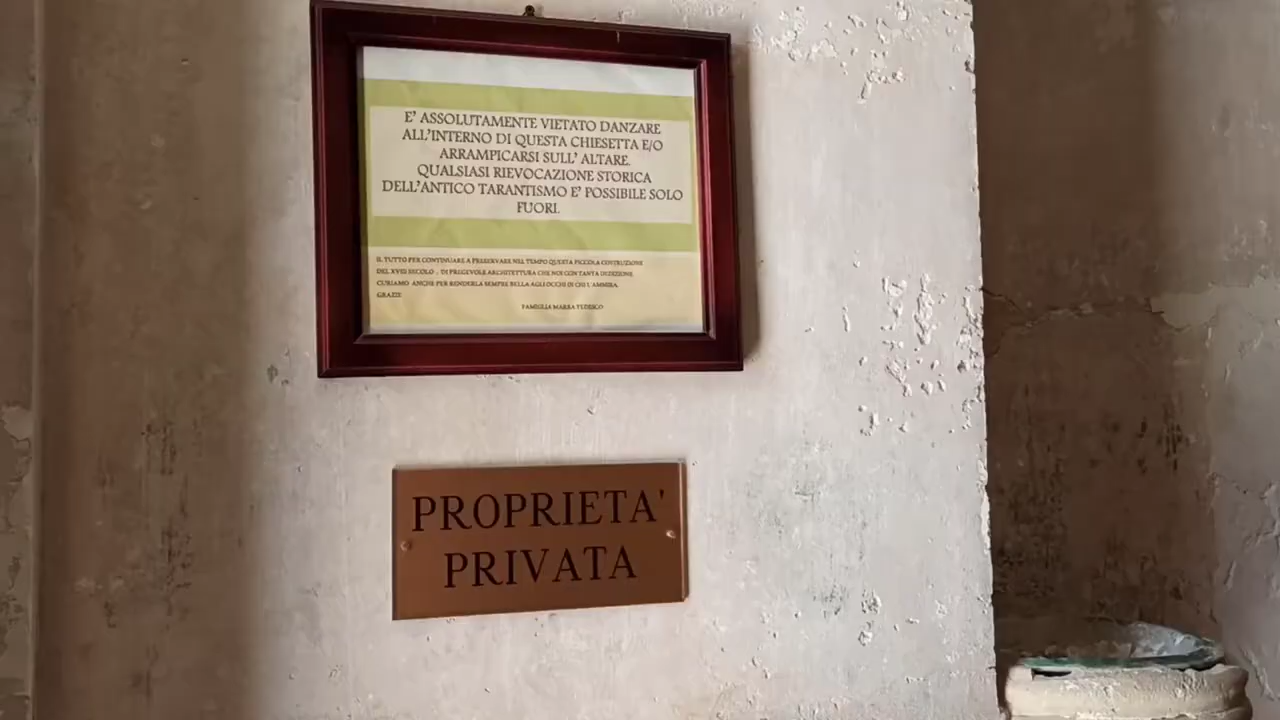 E' ASSOLUTAMENTE VIETATO DANZARE
ALL'INTERNO DI QUESTA CHIESETTA E/O
ARRAMPICARSI SULL' ALTARE.
QUALSIASI RIEVOCAZIONE STORICA
DELL'ANTICO TARANTISMO E' POSSIBILE SOLO
FUORI.
IL TUTTO PER CONTINUARE A PRESERVARE NEL TEMPO QUESTA PICCOLA COSTRUZIONE
DEL XVIII SECOLO , DI PREGEVOLE ARCHITETTURA CHE NOI CON TANTA DEDIZIONE
CURIAMO ANCHE PER RENDERLA SEMPRE BELLA AGLI OCCHI DI CHI L'AMMIRA.
GRAZIE
FAMIGLIA MARRA TEDESCO
PROPRIETA'
PRIVATA